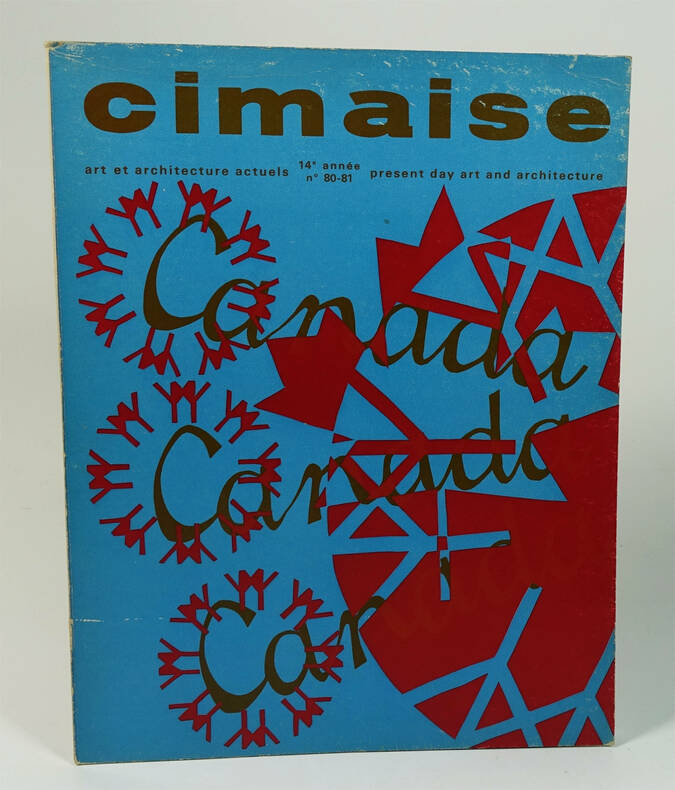 cimaise
art et architecture actuels 14e année present day art and architecture
n° 80-81
Canada
Canada
Canada